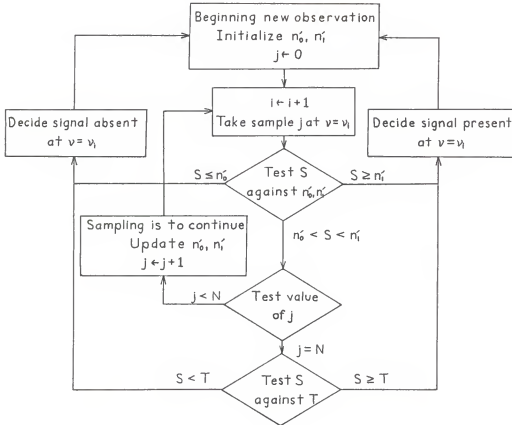 Beginning new observation
Initialize n₀′, n₁′
j ← 0
i ← i+1
Take sample j at ν = ν₁
Decide signal absent
at ν = ν₁
Decide signal present
at ν = ν₁
Test S
against n₀′, n₁′
S ≤ n₀′
S ≥ n₁′
Sampling is to continue
Update n₀′, n₁′
j ← j+1
n₀′ < S < n₁′
j < N
Test value
of j
j = N
S < T
Test S
against T
S ≥ T